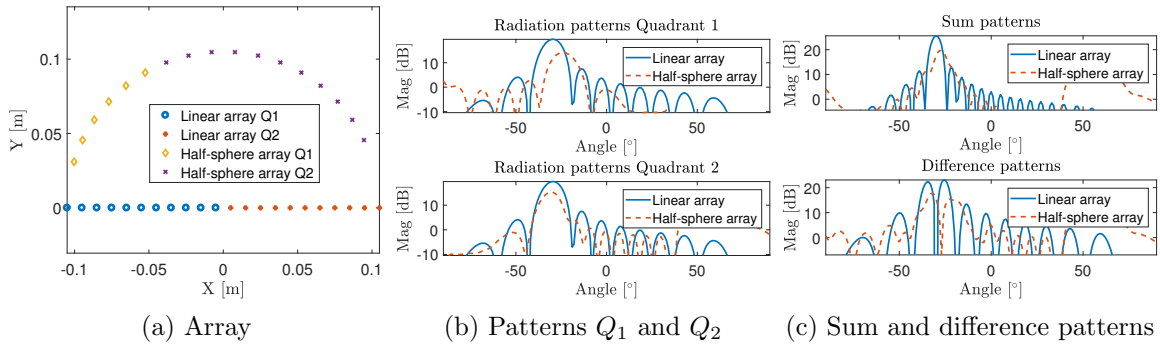 0.1
0.05
0
Y [m]
Linear array Q1
Linear array Q2
Half-sphere array Q1
Half-sphere array Q2
-0.1 -0.05 0 0.05 0.1
X [m]
(a) Array
Radiation patterns Quadrant 1
Mag [dB]
10
0
-10
Linear array
Half-sphere array
-50 0 50
Angle [°]
Radiation patterns Quadrant 2
Mag [dB]
10
0
-10
Linear array
Half-sphere array
-50 0 50
Angle [°]
(b) Patterns Q1 and Q2
Sum patterns
Mag [dB]
20
10
0
Linear array
Half-sphere array
-50 0 50
Angle [°]
Difference patterns
Mag [dB]
20
10
0
Linear array
Half-sphere array
-50 0 50
Angle [°]
(c) Sum and difference patterns